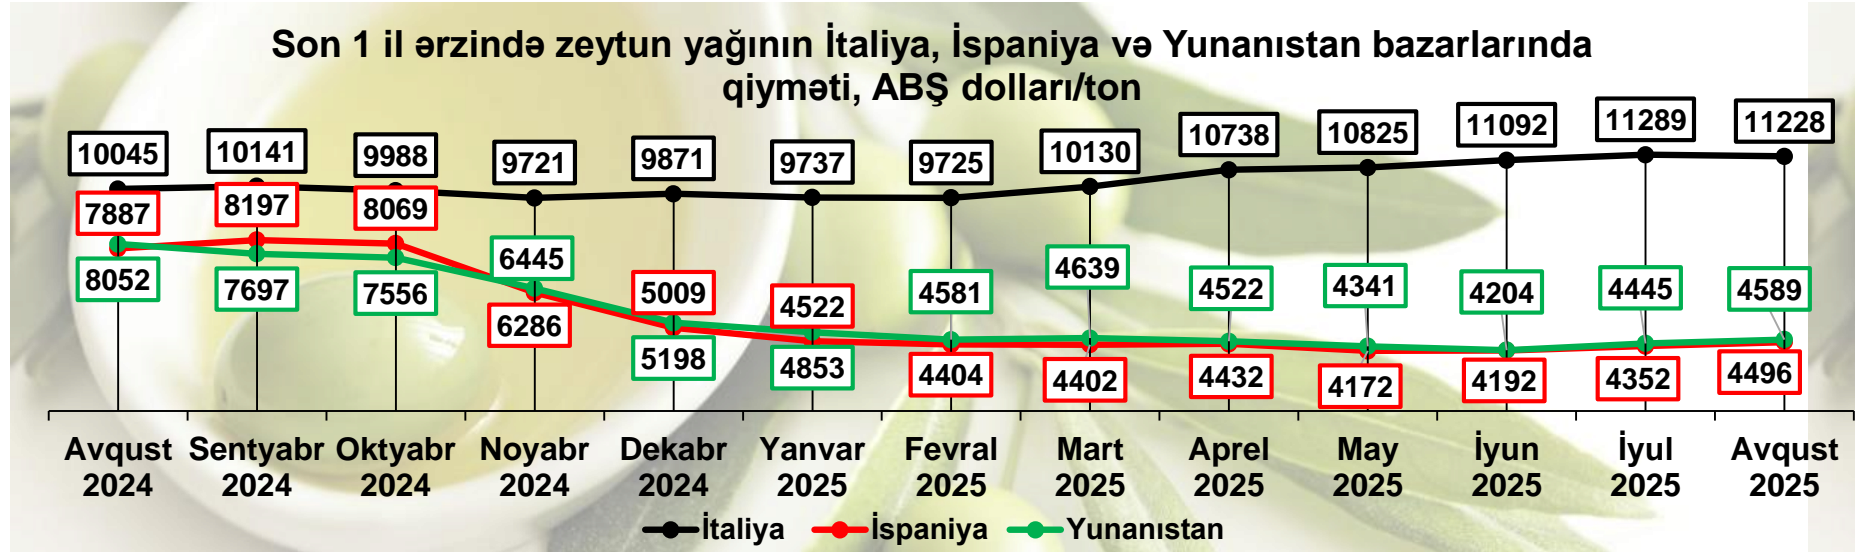 Son 1 il ərzində zeytun yağının İtaliya, İspaniya və Yunanıstan bazarlarında
qiyməti, ABŞ dolları/ton
10045 10141 9988 9721 9871 9737 9725 10130 10738 10825 11092 11289 11228
7887 8197 8069 6286 5009 4522 4404 4402 4432 4172 4192 4352 4496
8052 7697 7556 6445 5198 4853 4581 4639 4522 4341 4204 4445 4589
Avqust Sentyabr Oktyabr Noyabr Dekabr Yanvar Fevral Mart Aprel May İyun İyul Avqust
2024 2024 2024 2024 2024 2025 2025 2025 2025 2025 2025 2025 2025
İtaliya İspaniya Yunanıstan